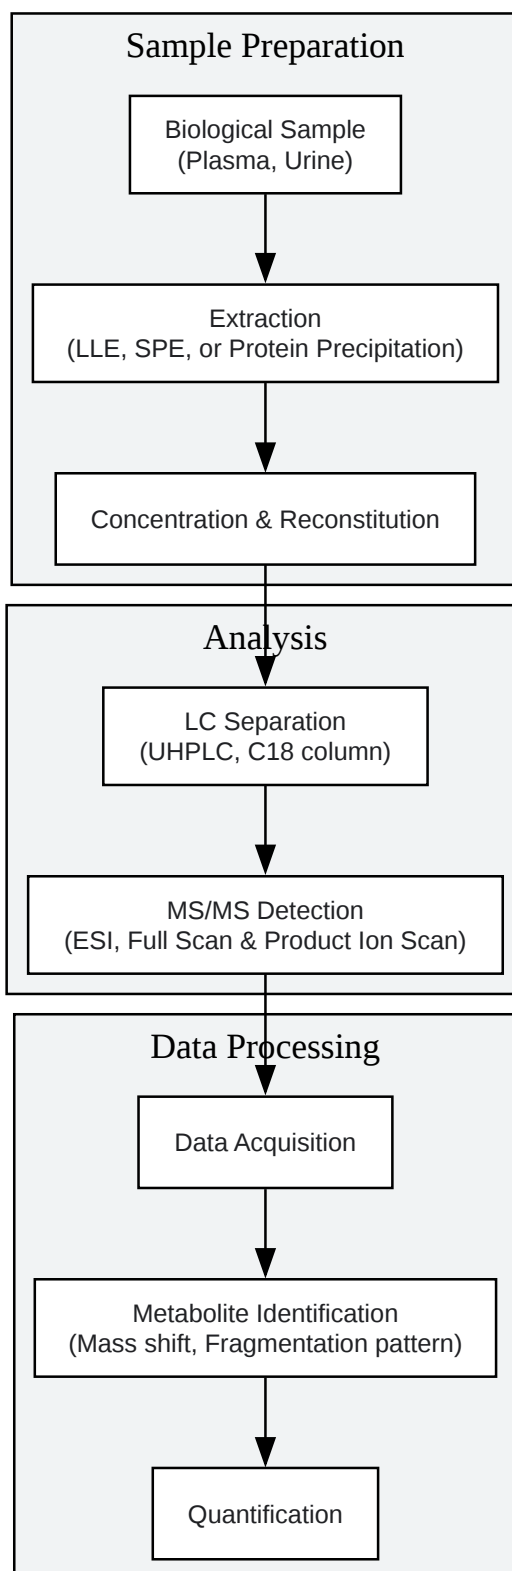 Sample Preparation
Biological Sample
(Plasma, Urine)
Extraction
(LLE, SPE, or Protein Precipitation)
Concentration & Reconstitution
Analysis
LC Separation
(UHPLC, C18 column)
MS/MS Detection
(ESI, Full Scan & Product Ion Scan)
Data Processing
Data Acquisition
Metabolite Identification
(Mass shift, Fragmentation pattern)
Quantification